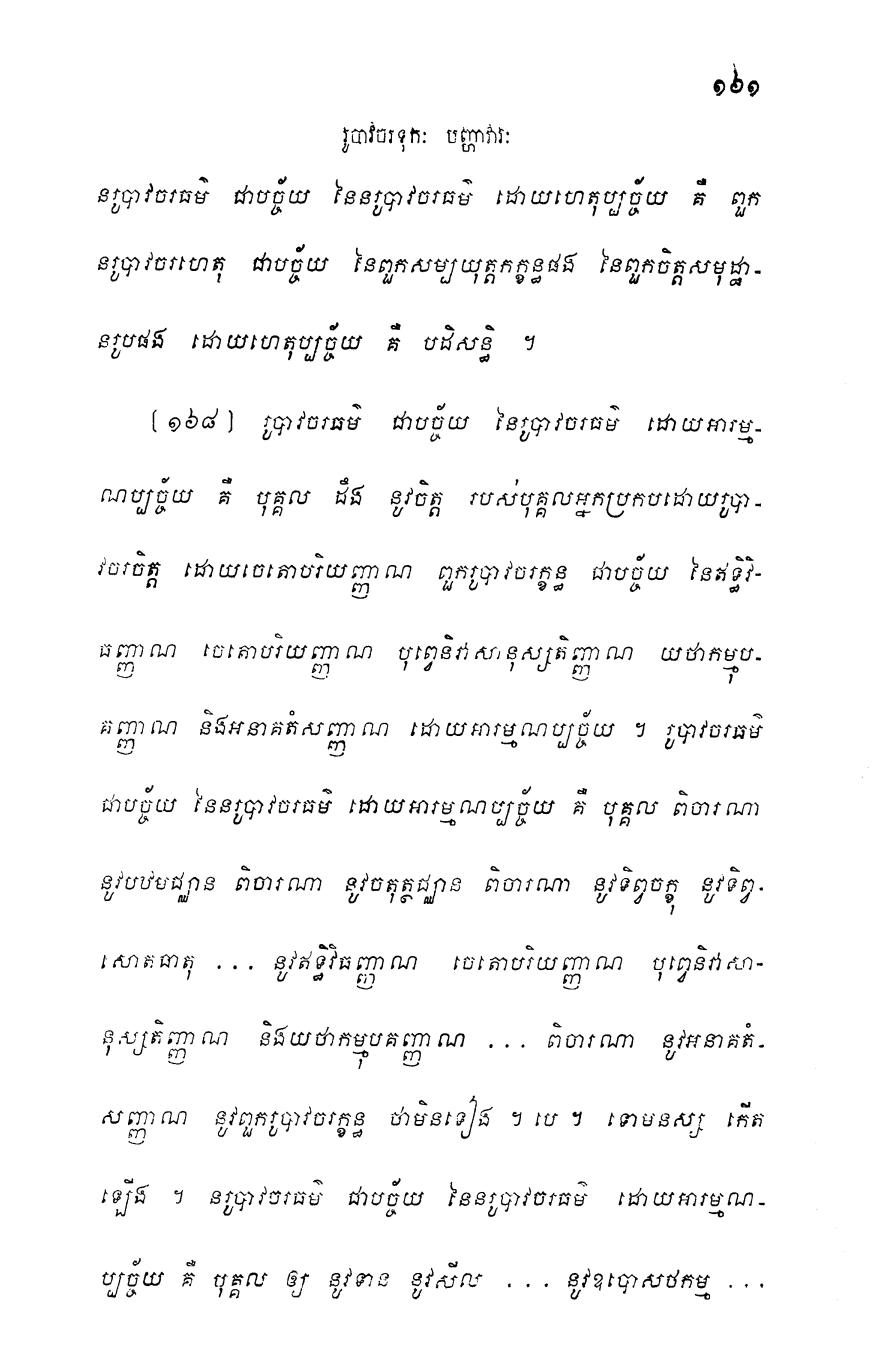 ១៦១
រូបាវចរទុកៈ បញ្ហាវារៈ
នរូបាវចរធម៌ ជាបច្ច័យ នៃនរូបាវចរធម៌ ដោយហេតុប្បច្ច័យ គឺ ពួក
នរូបាវចរហេតុ ជាបច្ច័យ នៃពួកសម្បយុត្តកក្ខន្ធផង នៃពួកចិត្តសមុដ្ឋា-
នរូបផង ដោយហេតុប្បច្ច័យ គឺ បដិសន្ធិ ។
[១៦៨] រូបាវចរធម៌ ជាបច្ច័យ នៃរូបាវចរធម៌ ដោយអារម្ម-
ណប្បច្ច័យ គឺ បុគ្គល ដឹង នូវចិត្ត របស់បុគ្គលអ្នកប្រកបដោយរូបា-
វចរចិត្ត ដោយចេតោបរិយញ្ញាណ ពួករូបាវចរក្ខន្ធ ជាបច្ច័យ នៃឥទ្ធិវិ-
ធញ្ញាណ ចេតោបរិយញ្ញាណ បុព្វេនិវាសានុស្សតិញ្ញាណ យថាកម្មុប-
គញ្ញាណ និងអនាគតំសញ្ញាណ ដោយអារម្មណប្បច្ច័យ ។ រូបាវចរធម៌
ជាបច្ច័យ នៃនរូបាវចរធម៌ ដោយអារម្មណប្បច្ច័យ គឺ បុគ្គល ពិចារណា
នូវបឋមជ្ឈាន ពិចារណា នូវចតុត្ថជ្ឈាន ពិចារណា នូវទិព្វចក្ខុ នូវទិព្វ-
សោតធាតុ ... នូវឥទ្ធិវិធញ្ញាណ ចេតោបរិយញ្ញាណ បុព្វេនិវាសា-
នុស្សតិញ្ញាណ និងយថាកម្មុបគញ្ញាណ ... ពិចារណា នូវអនាគតំ-
សញ្ញាណ នូវពួករូបាវចរក្ខន្ធ ថាមិនទៀង ។ បេ ។ ទោមនស្ស កើត
ឡើង ។ នរូបាវចរធម៌ ជាបច្ច័យ នៃនរូបាវចរធម៌ ដោយអារម្មណ-
ប្បច្ច័យ គឺ បុគ្គល ឲ្យ នូវទាន នូវសីល ... នូវឧបោសថកម្ម ...